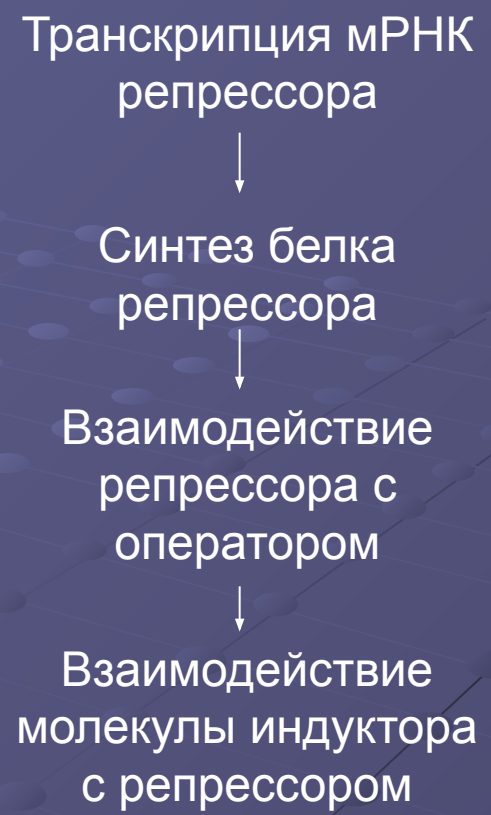 Транскрипция мРНК
репрессора
Синтез белка
репрессора
Взаимодействие
репрессора с
оператором
Взаимодействие
молекулы индуктора
с репрессором